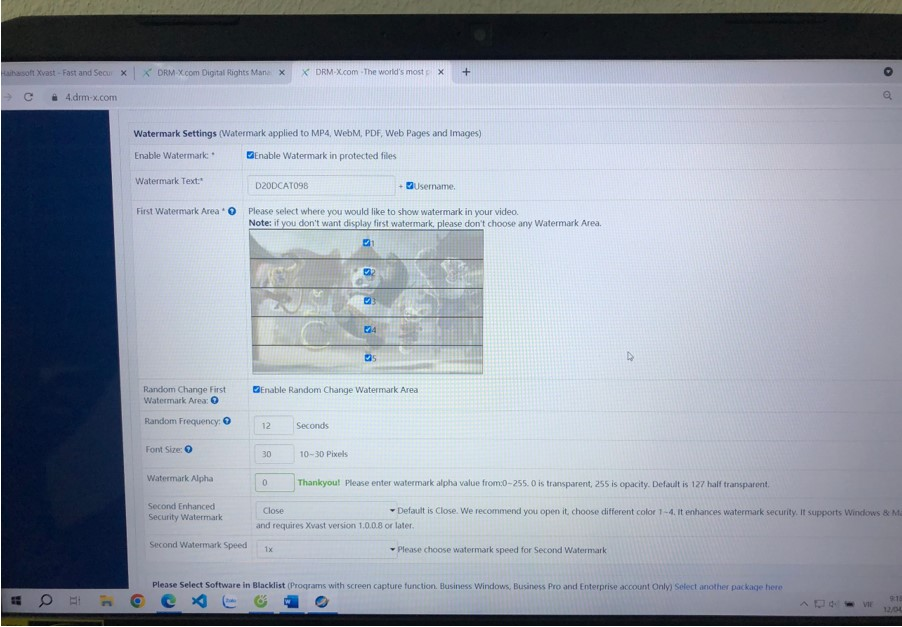 Haihaisoft Xvast - Fast and Secu
DRM-X.com Digital Rights Mana
DRM-X.com - The world's most p
4.drm-x.com
Watermark Settings (Watermark applied to MP4, WebM, PDF, Web Pages and Images)
Enable Watermark: * Enable Watermark in protected files
Watermark Text:* D20DCAT098 + Username.
First Watermark Area * Please select where you would like to show watermark in your video.
Note: if you don't want display first watermark, please don't choose any Watermark Area.
1
2
3
4
5
Random Change First Watermark Area: Enable Random Change Watermark Area
Random Frequency: 12 Seconds
Font Size: 30 10~30 Pixels
Watermark Alpha 0 Thankyou! Please enter watermark alpha value from:0~255. 0 is transparent, 255 is opacity. Default is 127 half transparent.
Second Enhanced Security Watermark Close Default is Close. We recommend you open it, choose different color 1~4, It enhances watermark security. It supports Windows & Ma
and requires Xvast version 1.0.0.8 or later.
Second Watermark Speed 1x Please choose watermark speed for Second Watermark
Please Select Software in Blacklist (Programs with screen capture function. Business Windows, Business Pro and Enterprise account Only) Select another package here
Zalo
VIE